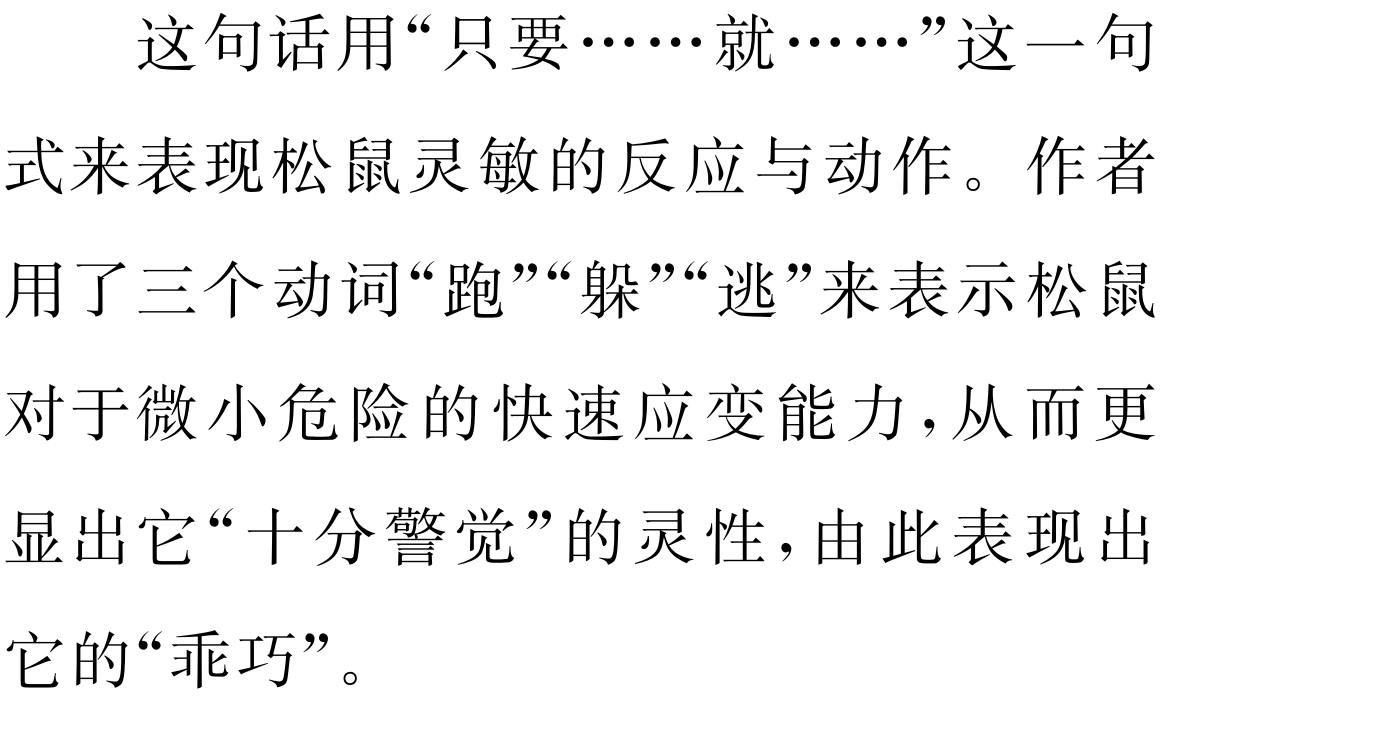 这句话用“只要……就……”这一句
式来表现松鼠灵敏的反应与动作。作者
用了三个动词“跑”“躲”“逃”来表示松鼠
对于微小危险的快速应变能力，从而更
显出它“十分警觉”的灵性，由此表现出
它的“乖巧”。